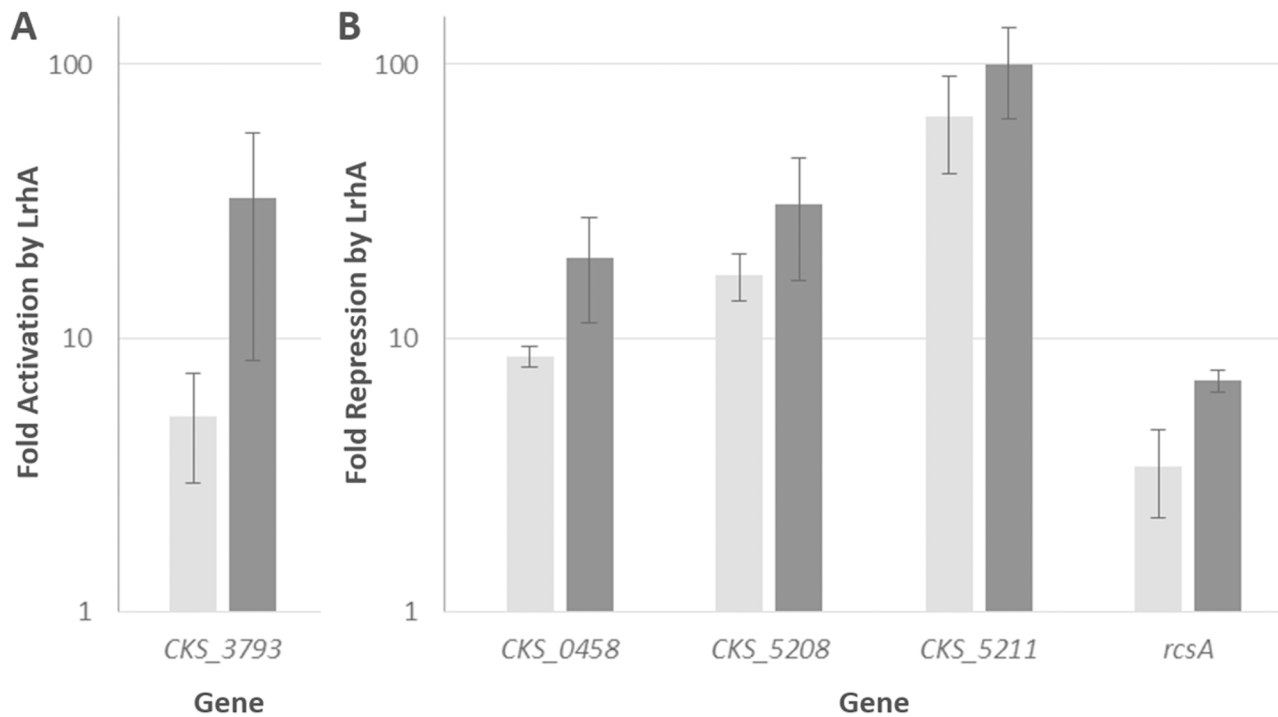 A
100
10
1
Fold Activation by LrhA
CKS_3793
Gene
B
100
10
1
Fold Repression by LrhA
CKS_0458 CKS_5208 CKS_5211 rcsA
Gene